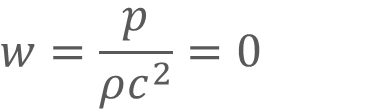 w = p / ρc² = 0